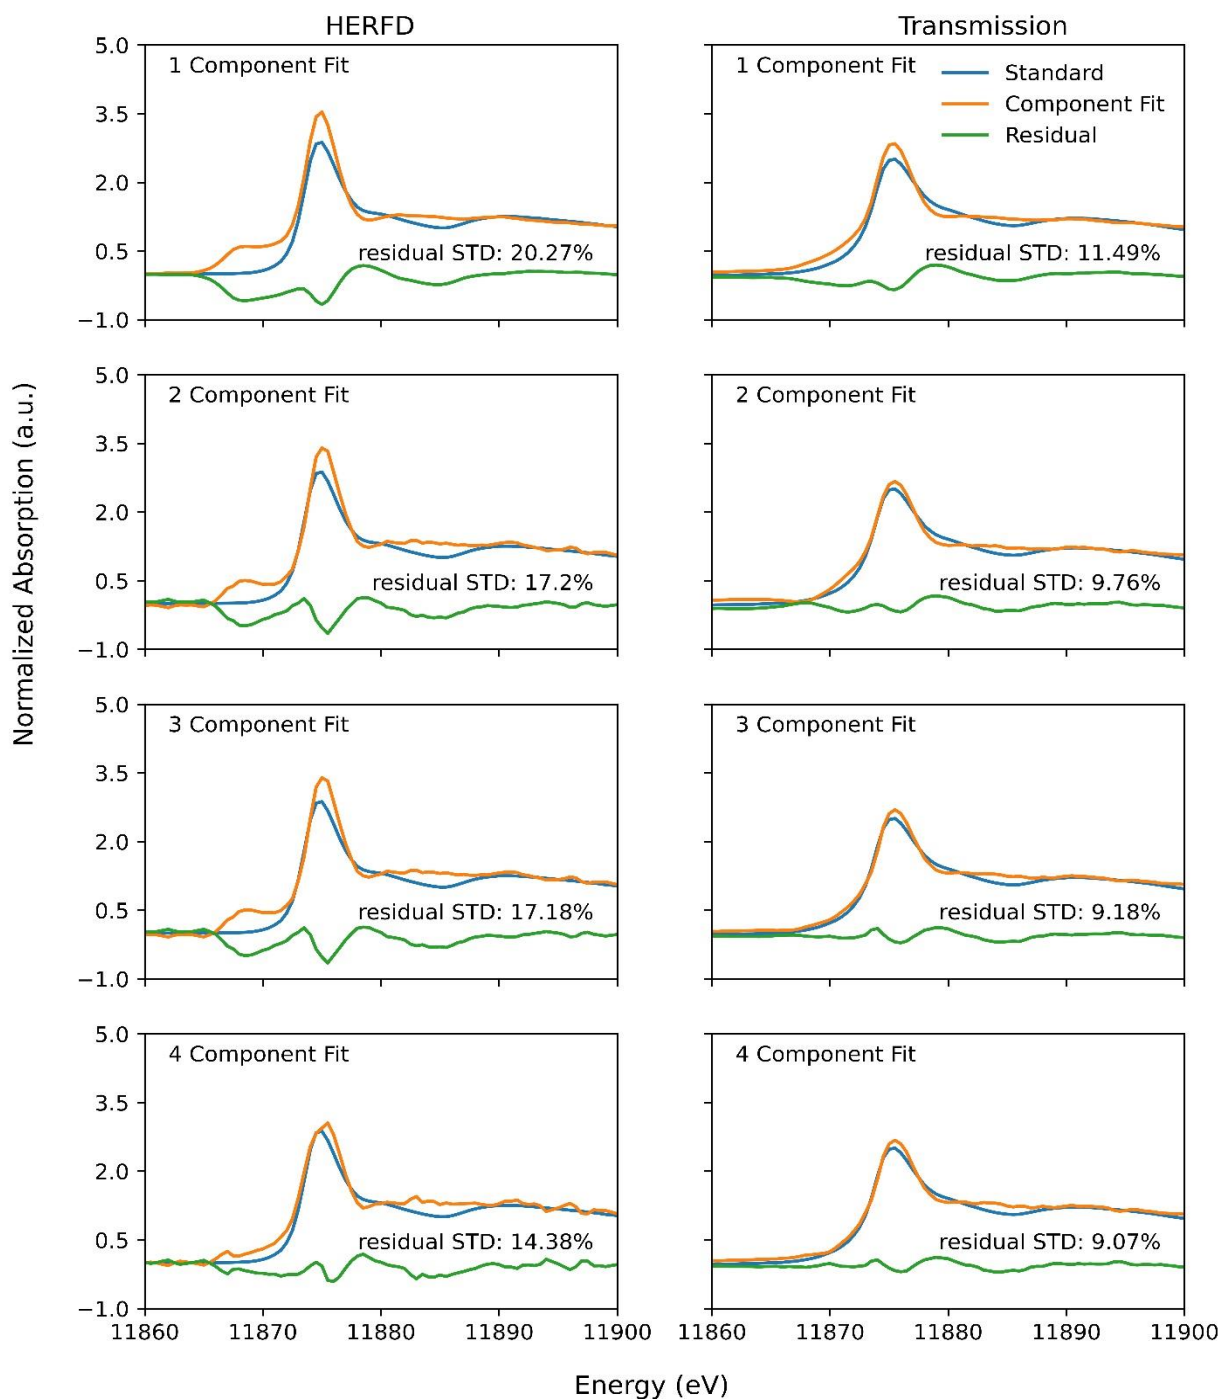 HERFD
Transmission
5.0
3.5
2.0
0.5
−1.0
1 Component Fit
residual STD: 20.27%
1 Component Fit
Standard
Component Fit
Residual
residual STD: 11.49%
5.0
3.5
2.0
0.5
−1.0
2 Component Fit
residual STD: 17.2%
2 Component Fit
residual STD: 9.76%
Normalized Absorption (a.u.)
5.0
3.5
2.0
0.5
−1.0
3 Component Fit
residual STD: 17.18%
3 Component Fit
residual STD: 9.18%
5.0
3.5
2.0
0.5
−1.0
4 Component Fit
residual STD: 14.38%
4 Component Fit
residual STD: 9.07%
11860 11870 11880 11890 11900
11860 11870 11880 11890 11900
Energy (eV)